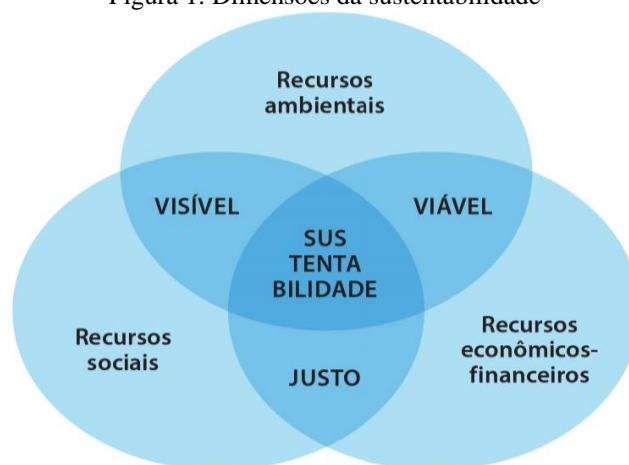 Figura 1: Dimensões da sustentabilidade
Recursos
ambientais
VISÍVEL
VIÁVEL
SUS
TENTA
BILIDADE
Recursos
sociais
Recursos
econômicos-
financeiros
JUSTO